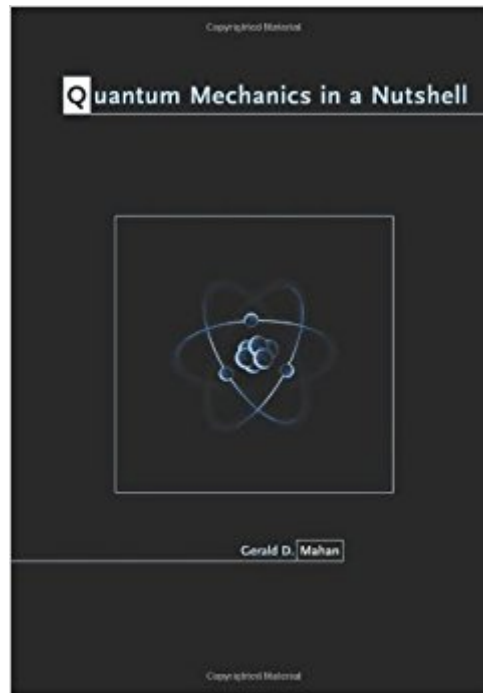 Copyrighted Material
Quantum Mechanics in a Nutshell
Gerald D. Mahan
Copyrighted Material